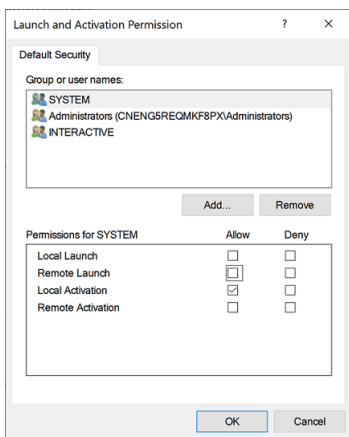 Launch and Activation Permission ? ×
Default Security
Group or user names:
SYSTEM
Administrators (CNENG5REQMKF8PX\Administrators)
INTERACTIVE
Add... Remove
Permissions for SYSTEM Allow Deny
Local Launch
Remote Launch
Local Activation
Remote Activation
OK Cancel